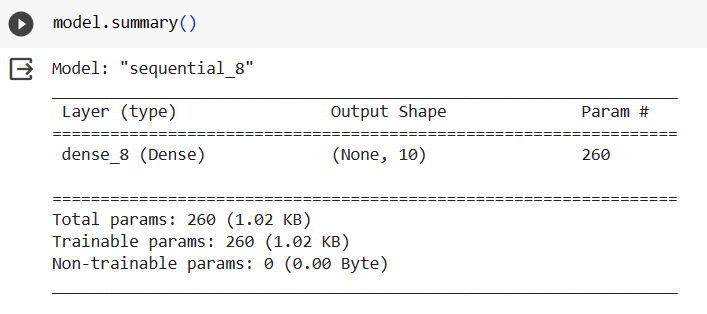 model.summary()
Model: "sequential_8"
_________________________________________________________________
Layer (type) Output Shape Param #
=================================================================
dense_8 (Dense) (None, 10) 260
=================================================================
Total params: 260 (1.02 KB)
Trainable params: 260 (1.02 KB)
Non-trainable params: 0 (0.00 Byte)
_________________________________________________________________